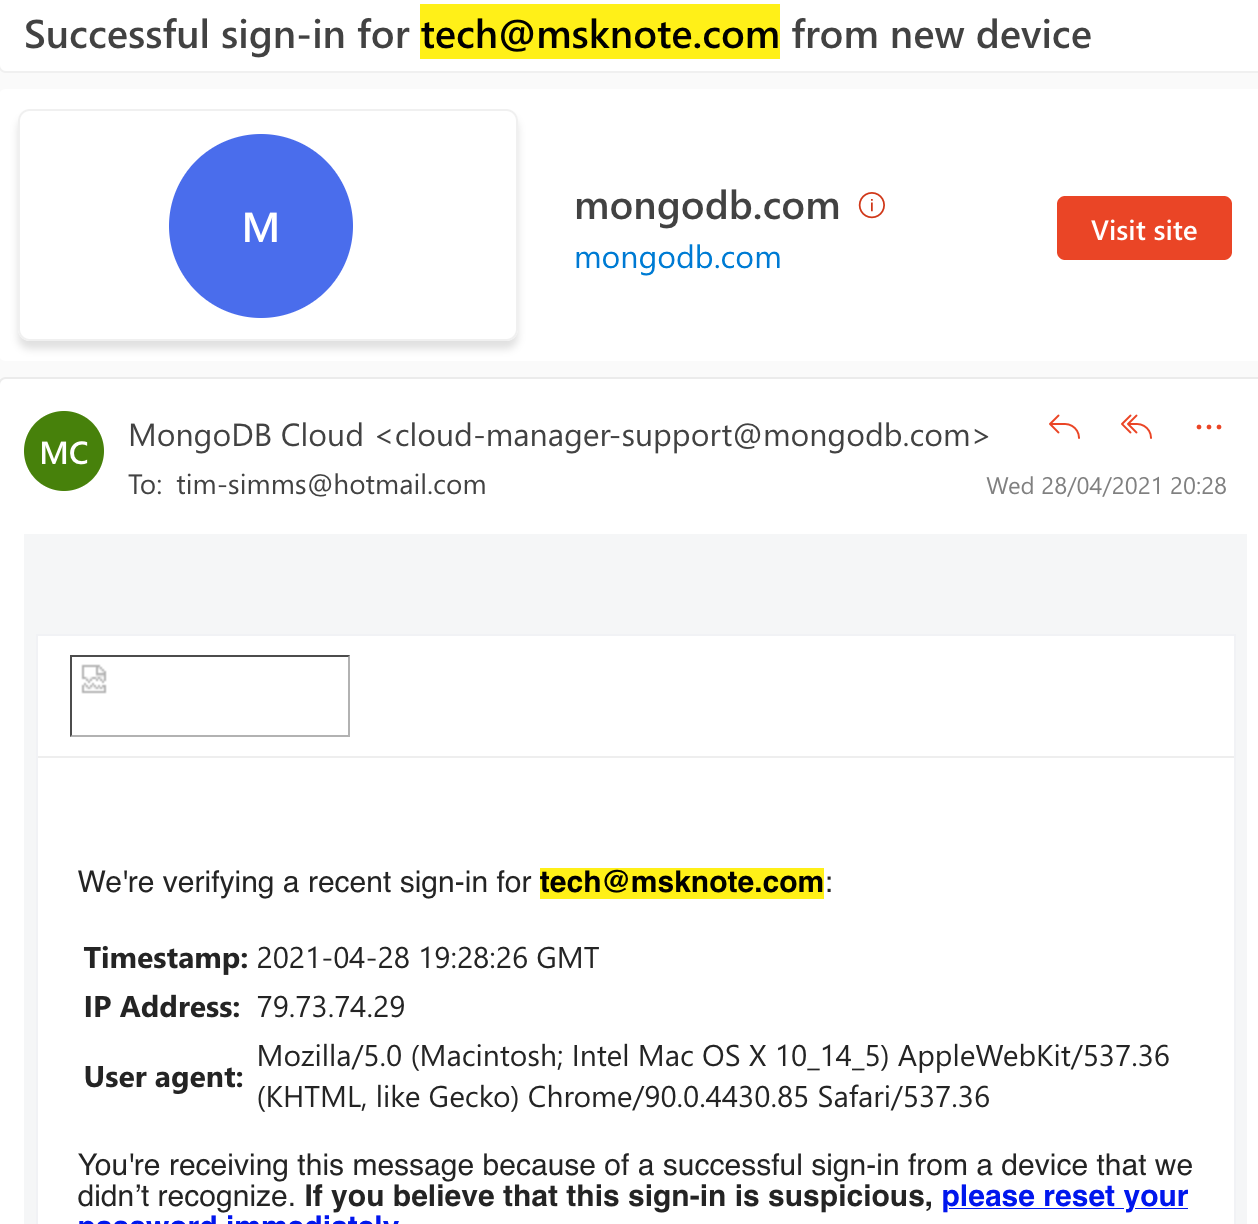 Successful sign-in for tech@msknote.com from new device
M
mongodb.com
mongodb.com
Visit site
MC
MongoDB Cloud <cloud-manager-support@mongodb.com>
To: tim-simms@hotmail.com
Wed 28/04/2021 20:28
We're verifying a recent sign-in for tech@msknote.com:
Timestamp: 2021-04-28 19:28:26 GMT
IP Address: 79.73.74.29
User agent: Mozilla/5.0 (Macintosh; Intel Mac OS X 10_14_5) AppleWebKit/537.36
(KHTML, like Gecko) Chrome/90.0.4430.85 Safari/537.36
You're receiving this message because of a successful sign-in from a device that we
didn’t recognize. If you believe that this sign-in is suspicious, please reset your
password immediately.